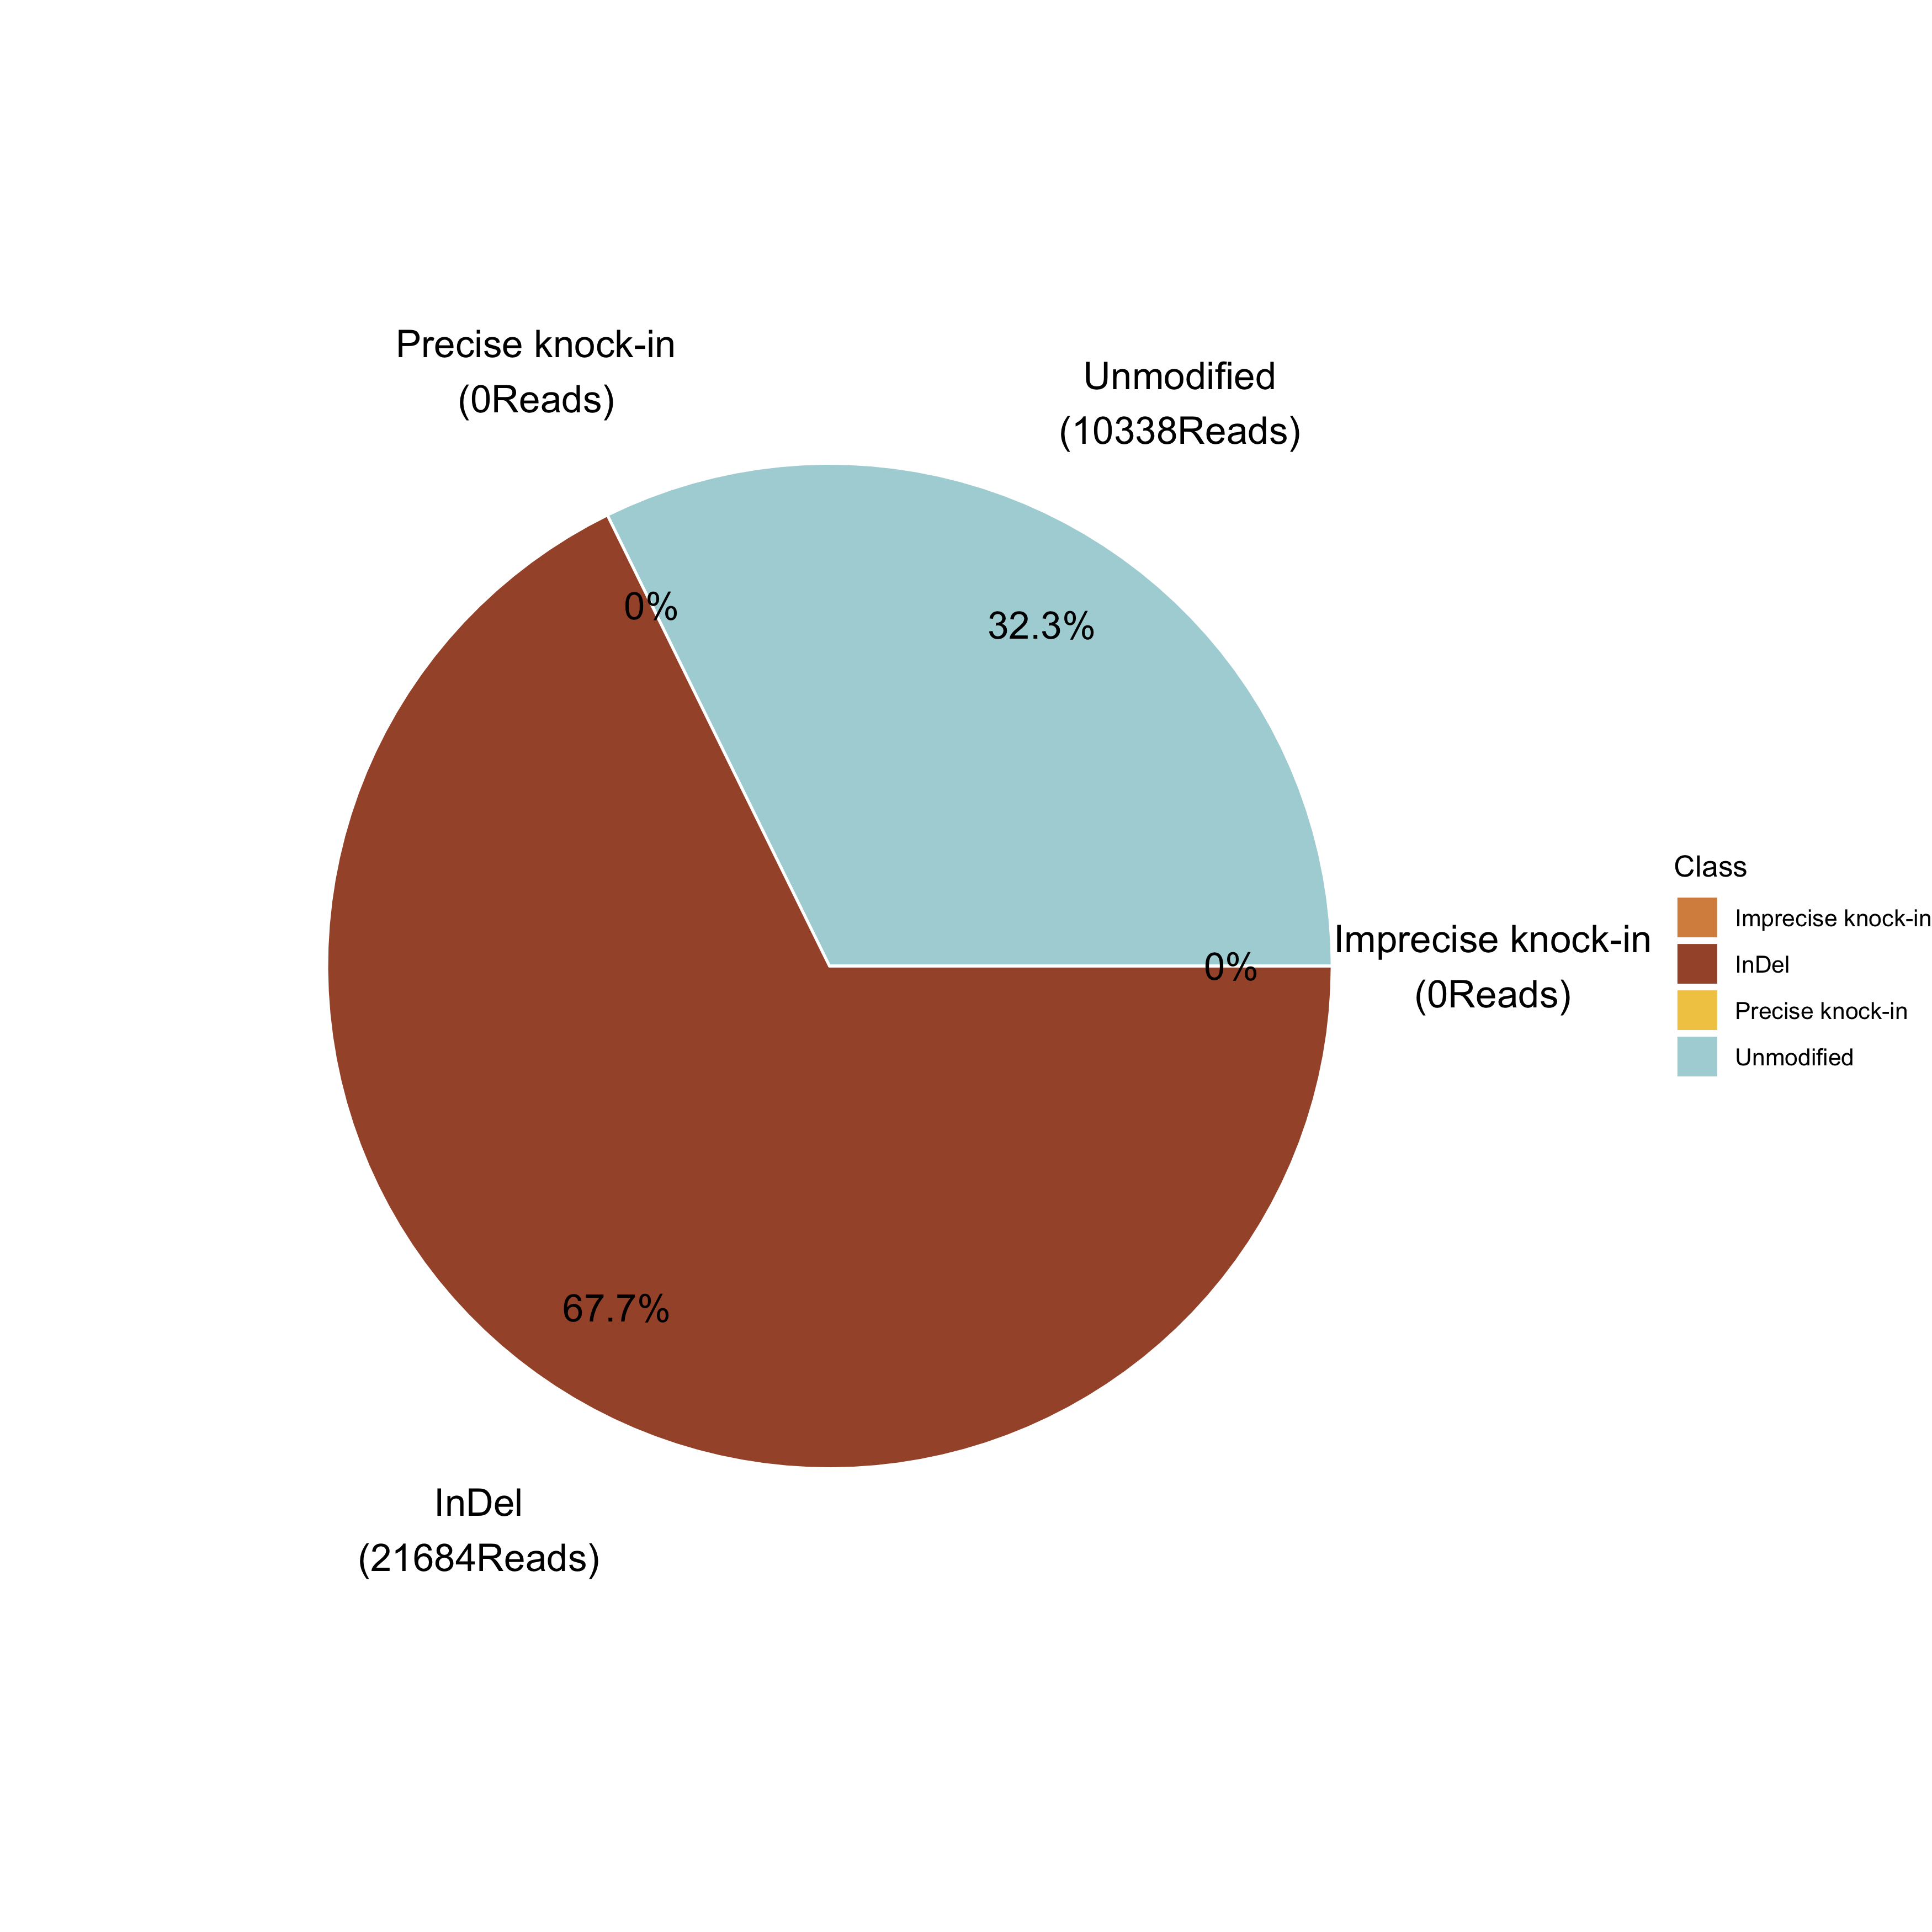 Precise knock-in
(0Reads)
Unmodified
(10338Reads)
0%
32.3%
0%
Imprecise knock-in
(0Reads)
67.7%
InDel
(21684Reads)
Class
Imprecise knock-in
InDel
Precise knock-in
Unmodified